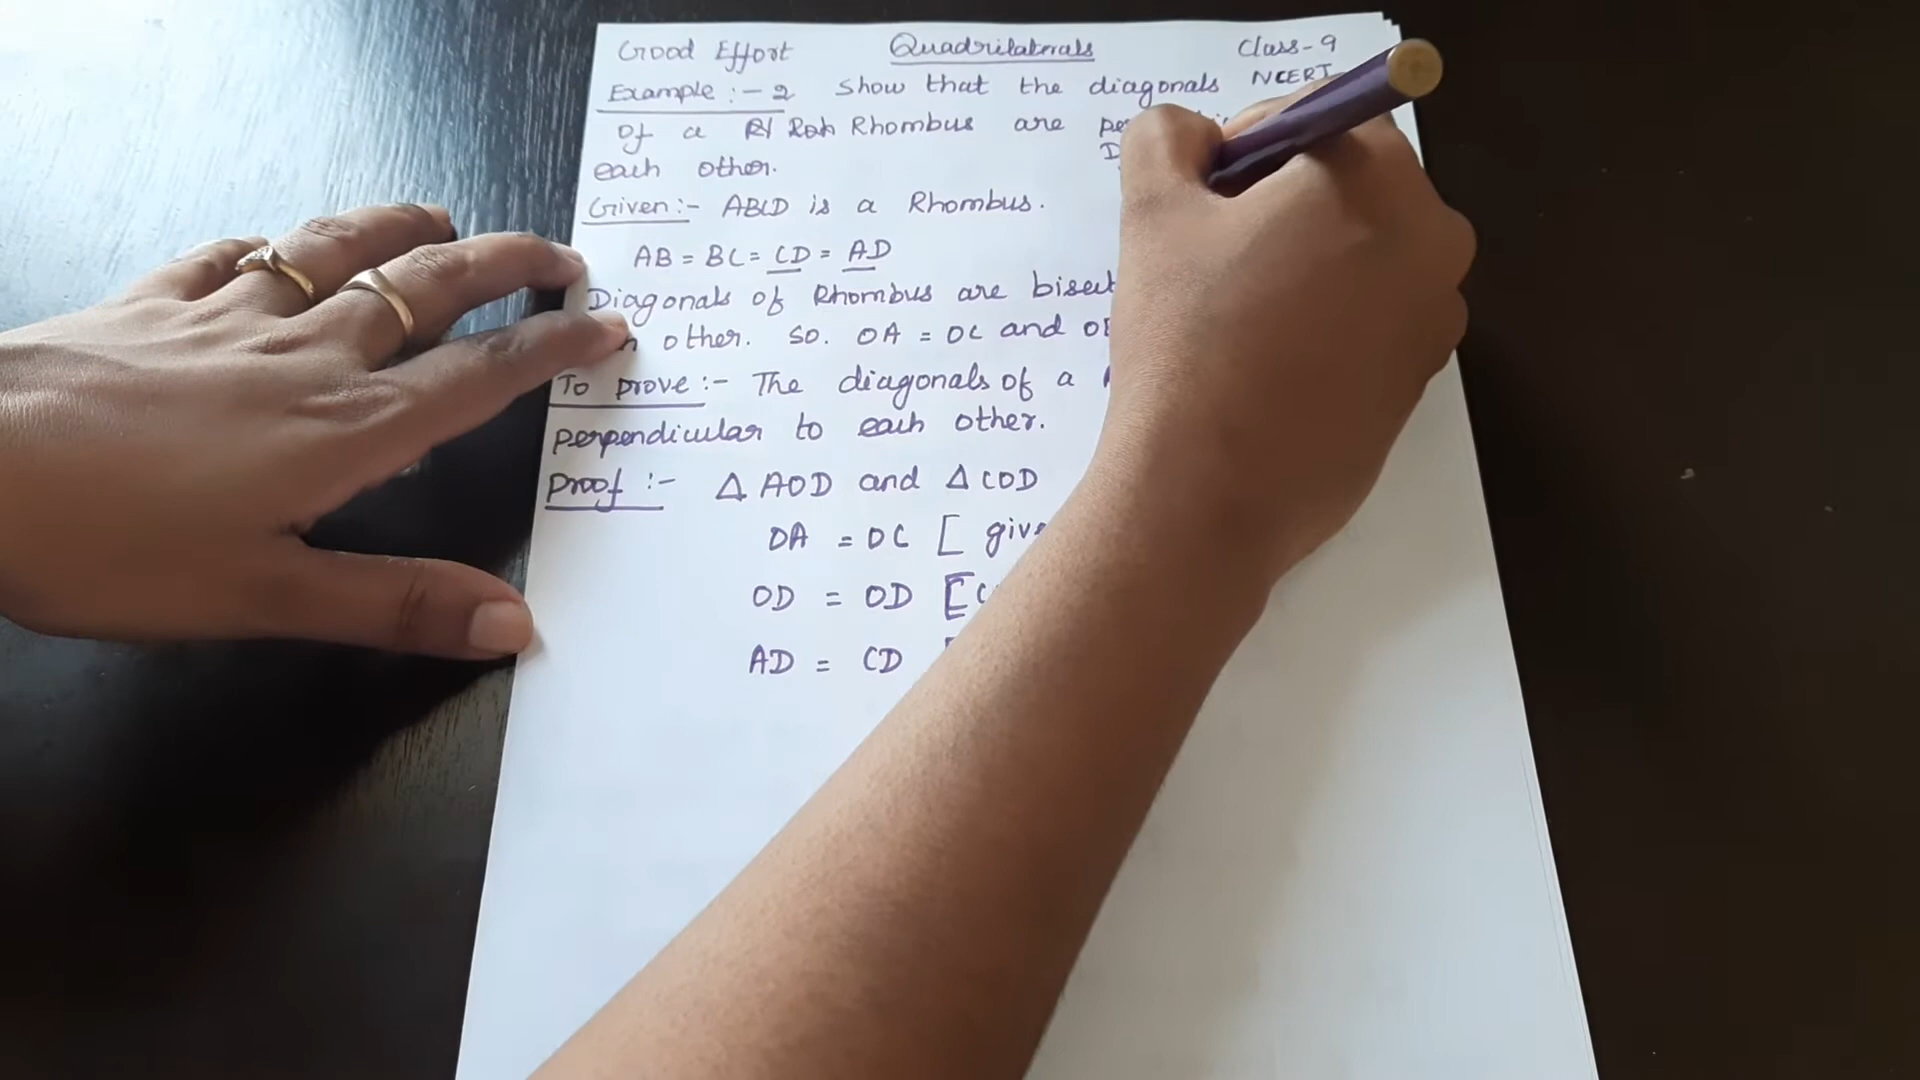 Good Effort Quadrilaterals Class-9
NCERT
Example :- 2 Show that the diagonals
of a Rhombus are
each other.
D
Given :- ABCD is a Rhombus.
AB = BC = CD = AD
Diagonals of Rhombus are bisect
other. So. OA = OC and
To prove :- The diagonals of a
perpendicular to each other.
Proof :- Δ AOD and Δ COD
OA = OC [
OD = OD [
AD = CD